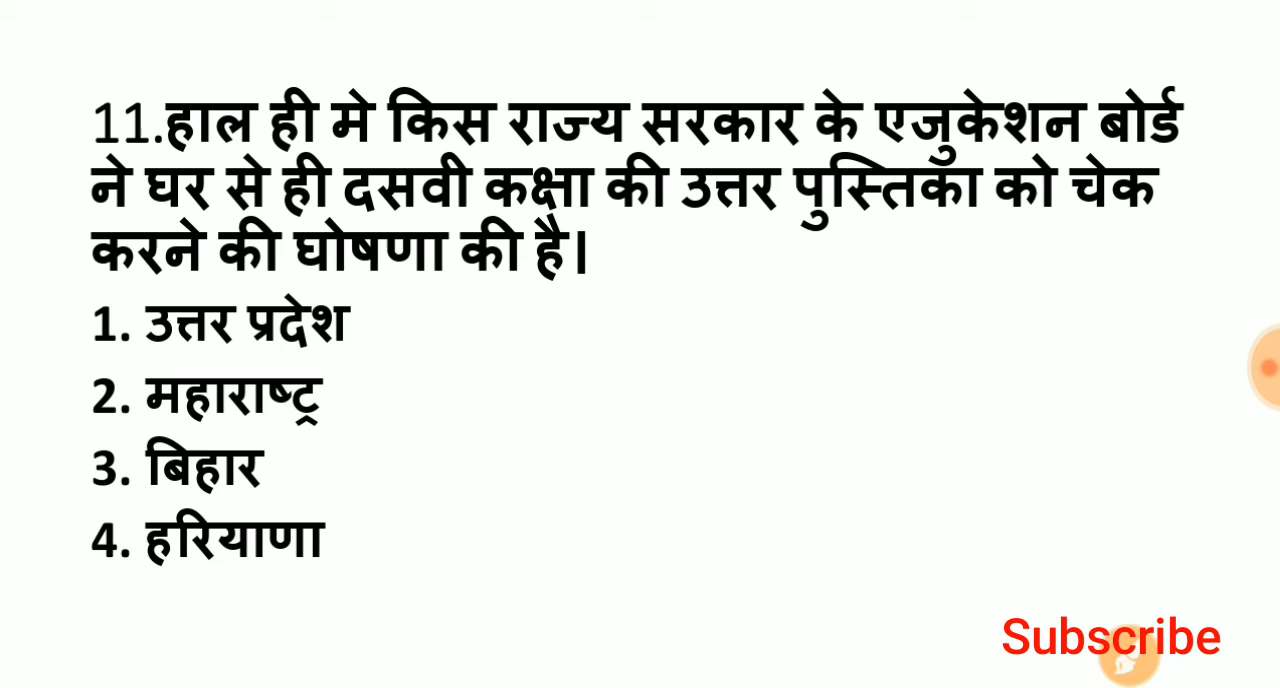 11.हाल ही मे किस राज्य सरकार के एजुकेशन बोर्ड
ने घर से ही दसवी कक्षा की उत्तर पुस्तिका को चेक
करने की घोषणा की है।
1. उत्तर प्रदेश
2. महाराष्ट्र
3. बिहार
4. हरियाणा
Subscribe